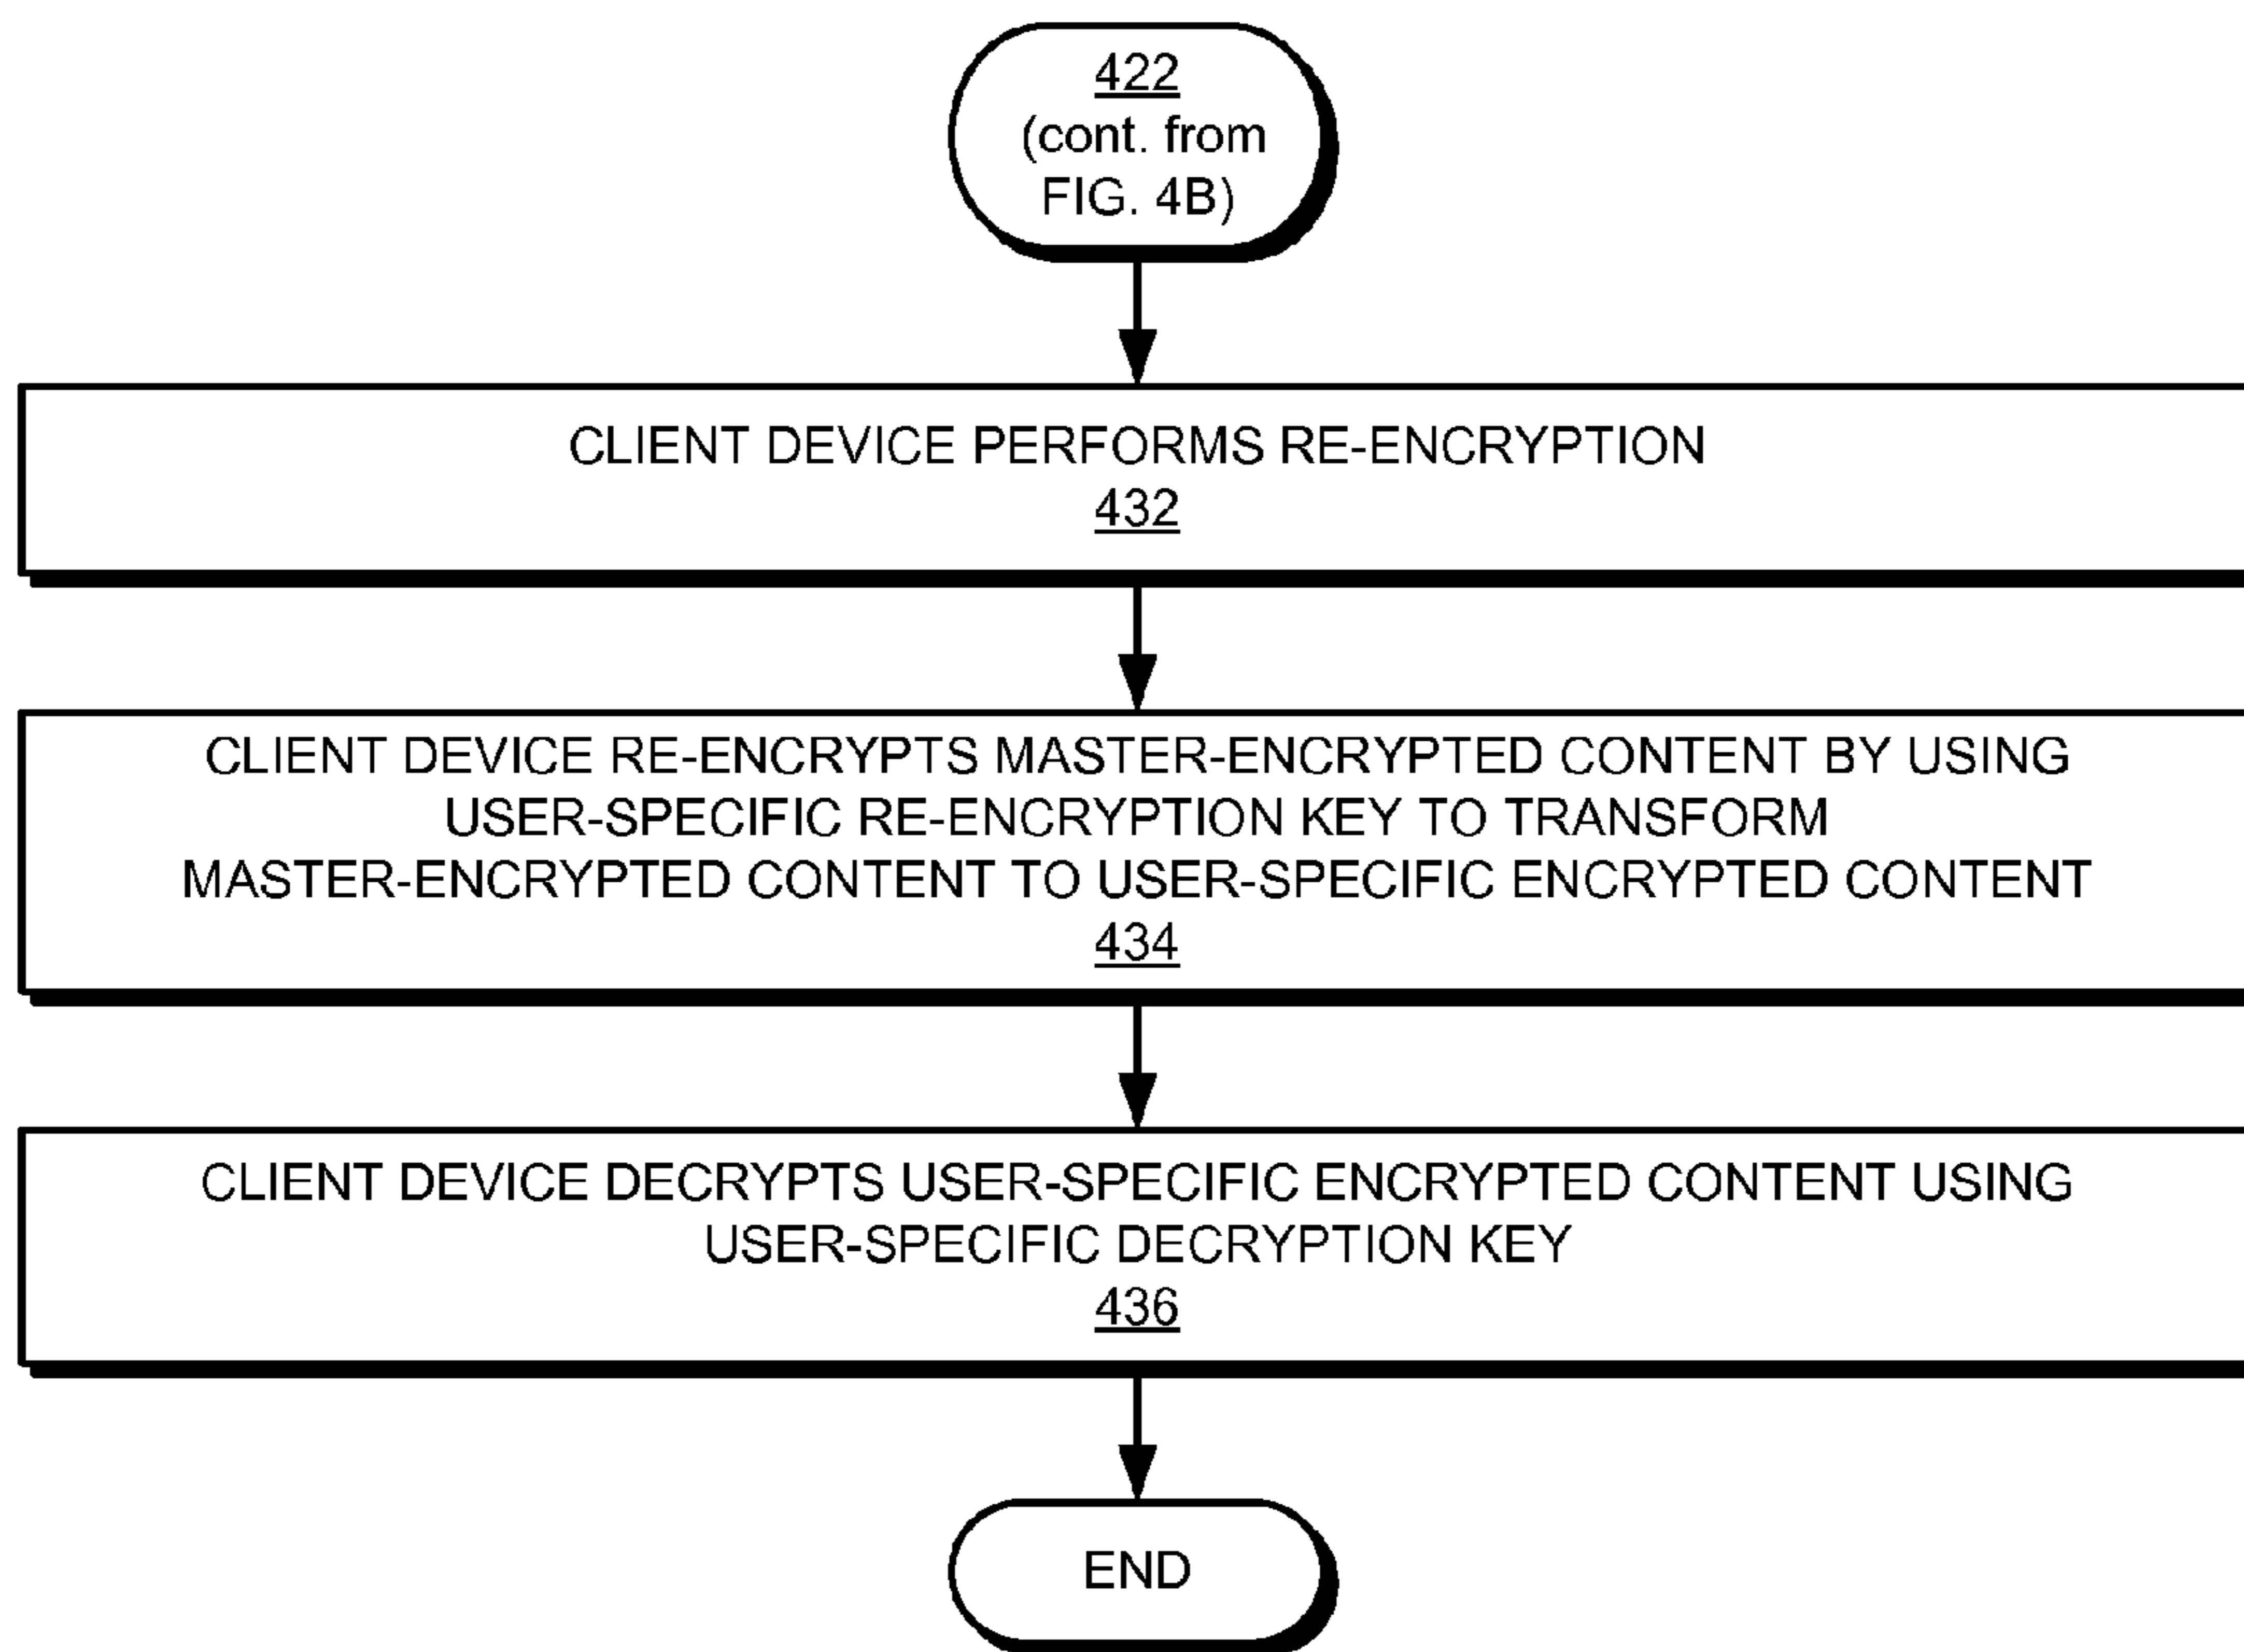 422
(cont. from
FIG. 4B)
CLIENT DEVICE PERFORMS RE-ENCRYPTION
432
CLIENT DEVICE RE-ENCRYPTS MASTER-ENCRYPTED CONTENT BY USING
USER-SPECIFIC RE-ENCRYPTION KEY TO TRANSFORM
MASTER-ENCRYPTED CONTENT TO USER-SPECIFIC ENCRYPTED CONTENT
434
CLIENT DEVICE DECRYPTS USER-SPECIFIC ENCRYPTED CONTENT USING
USER-SPECIFIC DECRYPTION KEY
436
END